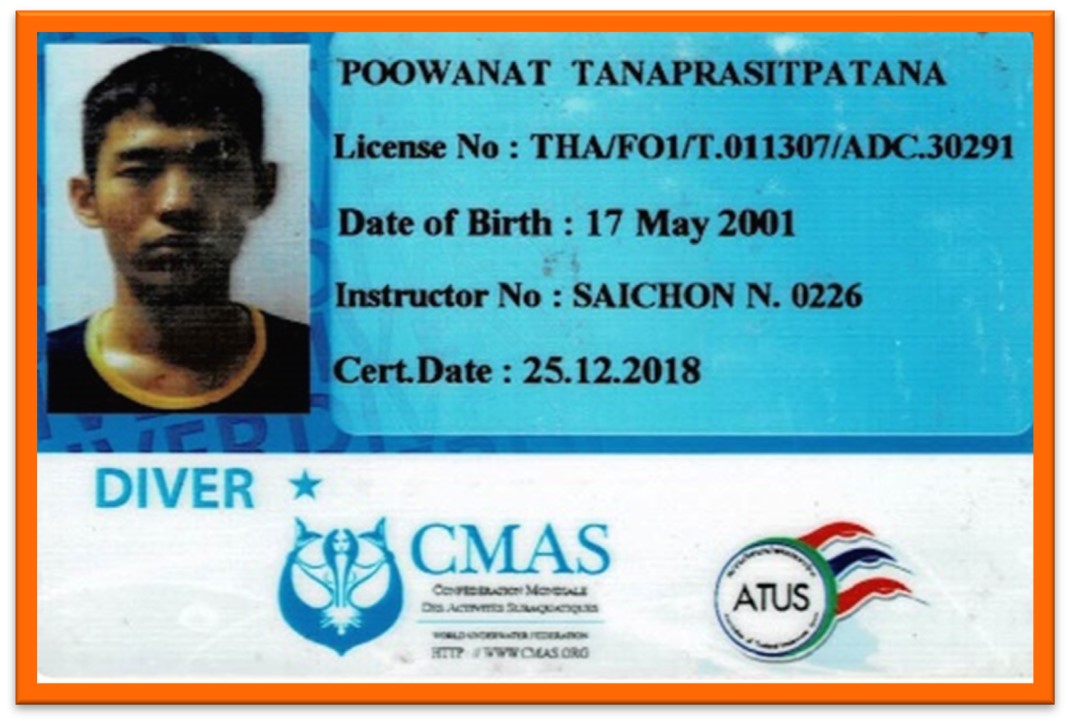 POOWANAT TANAPRASITPATANA
License No : THA/FO1/T.011307/ADC.30291
Date of Birth : 17 May 2001
Instructor No : SAICHON N. 0226
Cert.Date : 25.12.2018
DIVER ★
CMAS
CONFÉDÉRATION MONDIALE
DES ACTIVITÉS SUBAQUATIQUES
WORLD UNDERWATER FEDERATION
HTTP://WWW.CMAS.ORG
ATUS